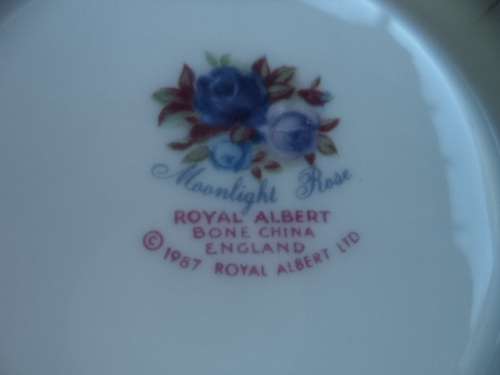 Moonlight Rose
ROYAL ALBERT
BONE CHINA
ENGLAND
© 1987 ROYAL ALBERT LTD